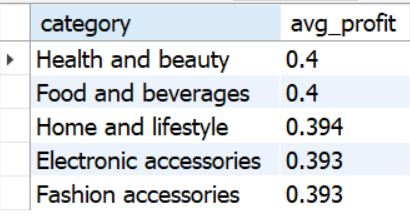 category avg_profit
Health and beauty 0.4
Food and beverages 0.4
Home and lifestyle 0.394
Electronic accessories 0.393
Fashion accessories 0.393